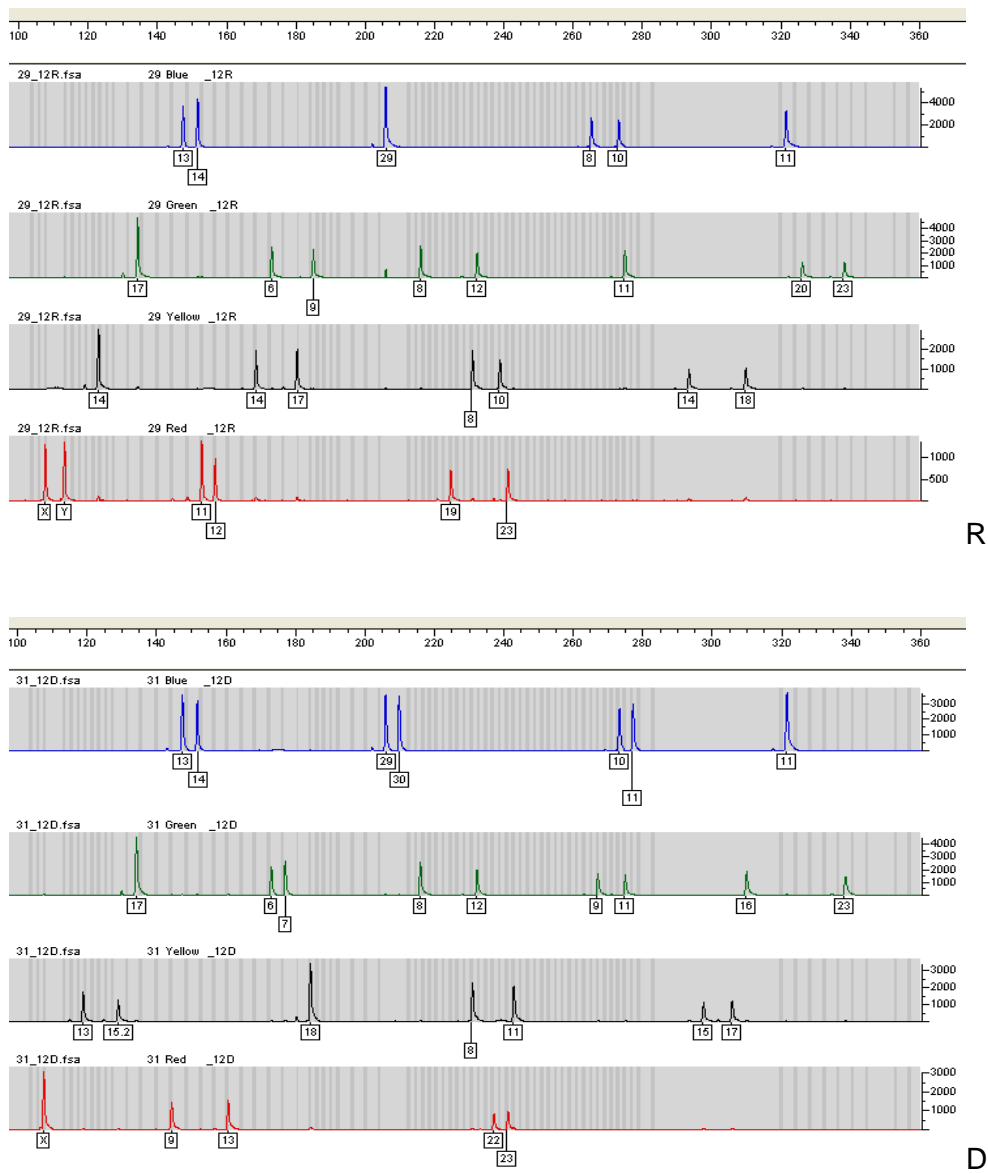 100 120 140 160 180 200 220 240 260 280 300 320 340 360
29_12R.fsa 29 Blue _12R
4000
2000
13 29 8 10 11
14
29_12R.fsa 29 Green _12R
4000
3000
2000
1000
17 6 8 12 11 20 23
9
29_12R.fsa 29 Yellow _12R
2000
1000
14 14 17 10 14 18
8
29_12R.fsa 29 Red _12R
1000
500
X Y 11 19
12 23
R
100 120 140 160 180 200 220 240 260 280 300 320 340 360
31_12D.fsa 31 Blue _12D
3000
2000
1000
13 29 10 11
14 30 11
31_12D.fsa 31 Green _12D
4000
3000
2000
1000
17 6 8 12 9 11 16 23
7
31_12D.fsa 31 Yellow _12D
3000
2000
1000
13 15.2 18 11 15 17
8
31_12D.fsa 31 Red _12D
3000
2000
1000
X 9 13 22
23
D